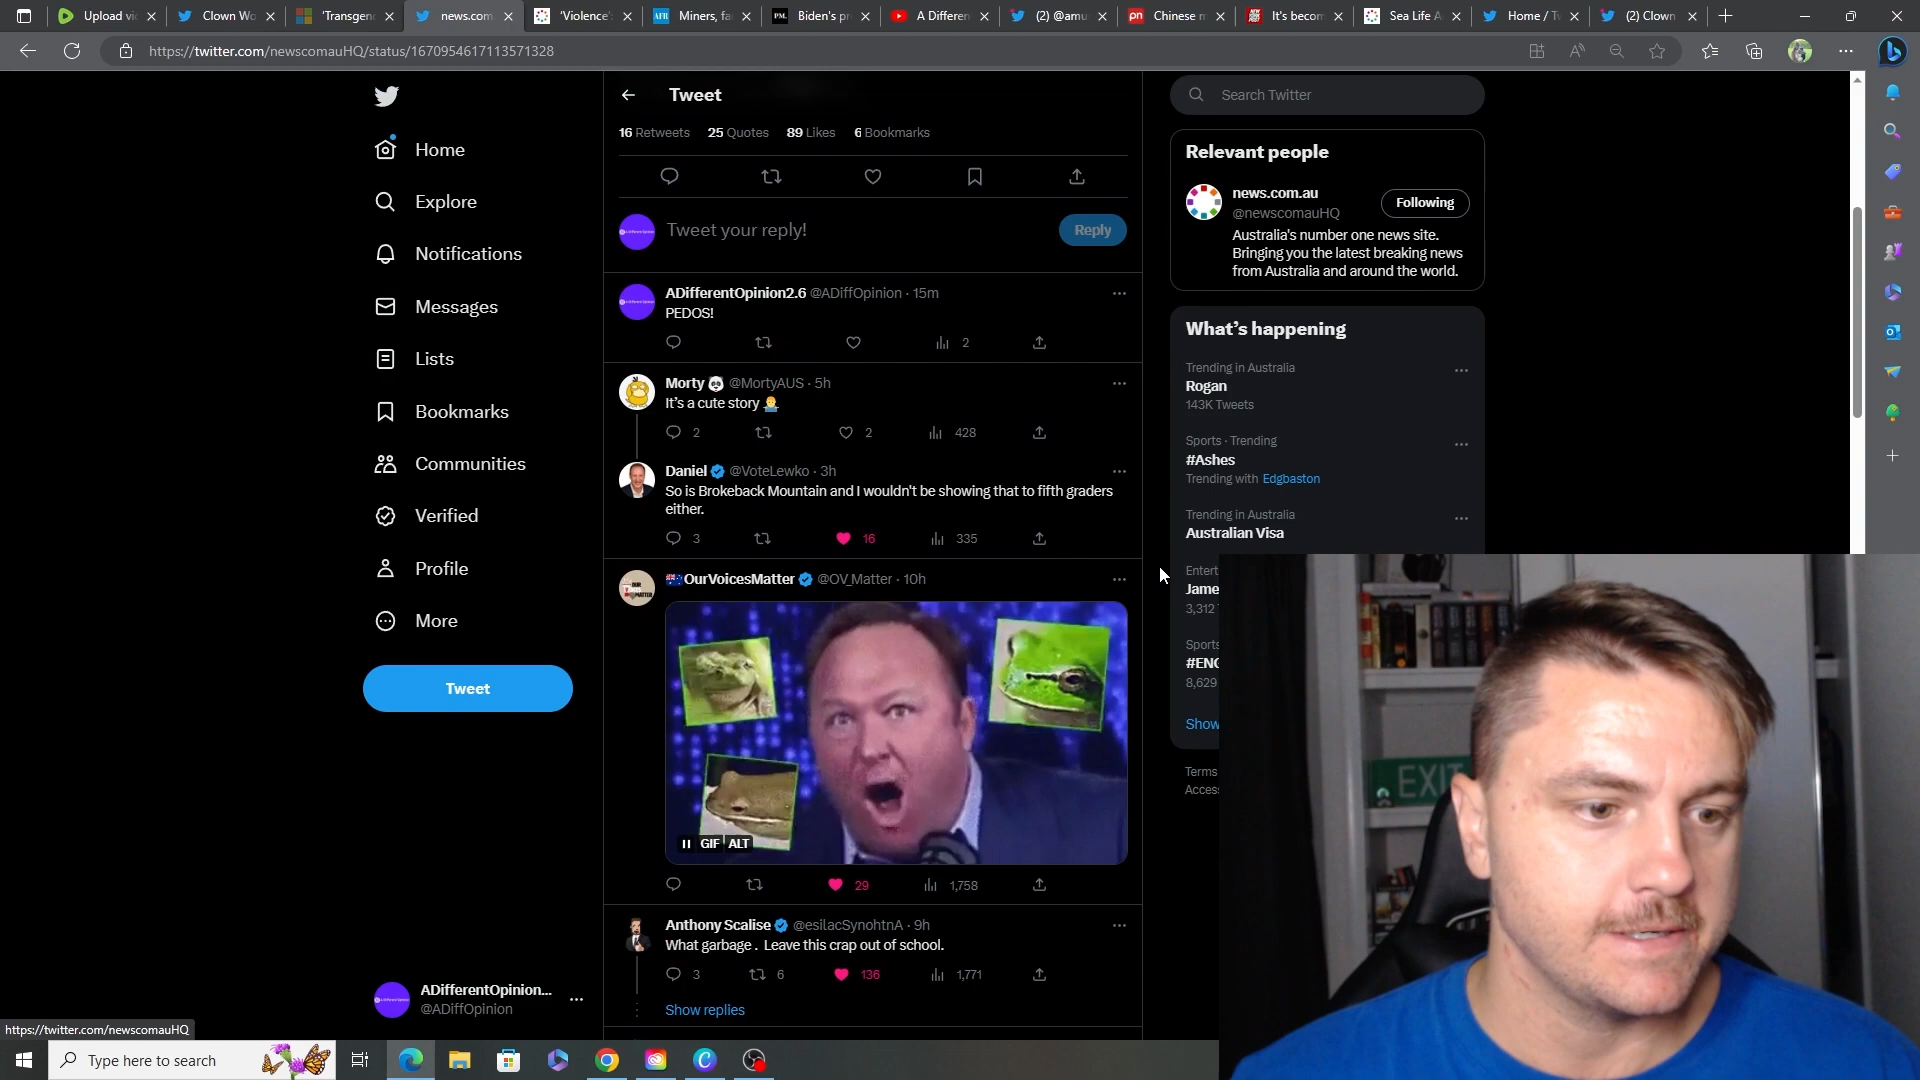 Upload vi
Clown Wo
'Transgen
news.com
'Violence'
Miners, fa
Biden's p
A Differen
(2) @amu
Chinese m
It's becom
Sea Life A
Home / Tw
(2) Clown
https://twitter.com/newscomauHQ/status/1670954617113571328
Home
Explore
Notifications
Messages
Lists
Bookmarks
Communities
Verified
Profile
More
Tweet
ADifferentOpinion...
@ADiffOpinion
Tweet
16 Retweets 25 Quotes 89 Likes 6 Bookmarks
Tweet your reply!
Reply
ADifferentOpinion2.6 @ADiffOpinion · 15m
PEDOS!
2
Morty @MortyAUS · 5h
It's a cute story
2 2 428
Daniel @VoteLewko · 3h
So is Brokeback Mountain and I wouldn't be showing that to fifth graders
either.
3 16 335
OurVoicesMatter @OV_Matter · 10h
GIF ALT
29 1,758
Anthony Scalise @esilacSynohtnA · 9h
What garbage . Leave this crap out of school.
3 6 136 1,771
Show replies
Search Twitter
Relevant people
news.com.au
@newscomauHQ
Following
Australia's number one news site.
Bringing you the latest breaking news
from Australia and around the world.
What's happening
Trending in Australia
Rogan
143K Tweets
Sports · Trending
#Ashes
Trending with Edgbaston
Trending in Australia
Australian Visa
Entert
Jame
3,312
Sports
#ENG
8,629
Show
Terms
Acces
EXIT
https://twitter.com/newscomauHQ
Type here to search